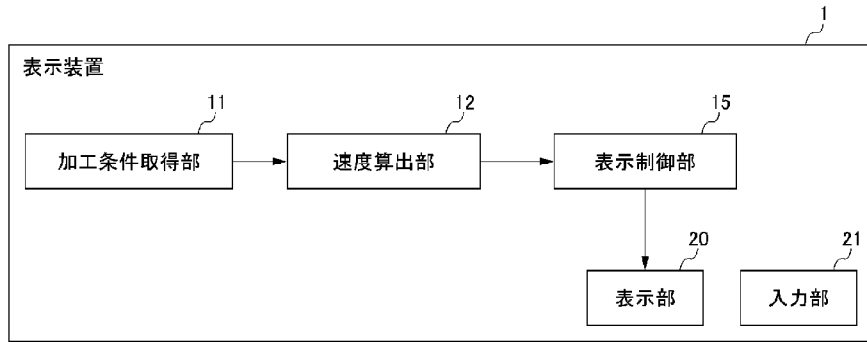 1
表示装置
11
12
15
加工条件取得部
速度算出部
表示制御部
20
21
表示部
入力部